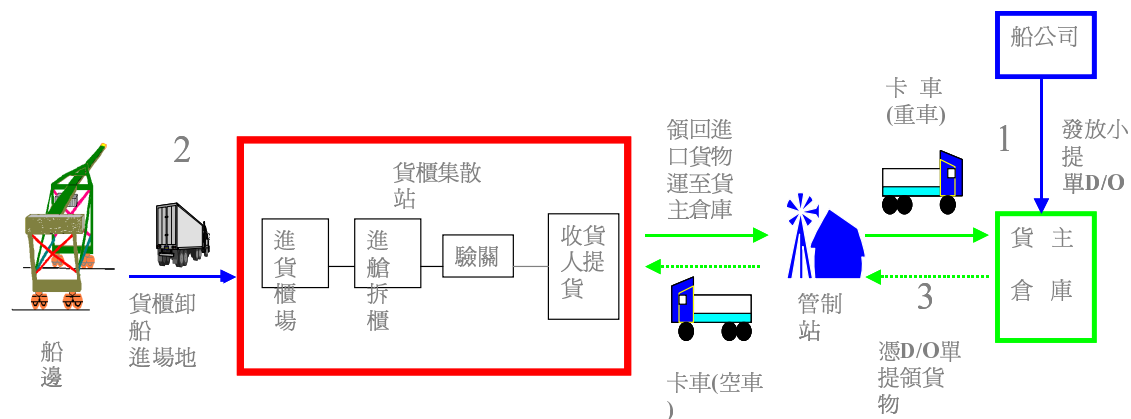 船公司
1
發放小
提
單D/O
卡 車
(重車)
2
貨櫃集散
站
進
貨
櫃
場
進
艙
拆
櫃
驗關
收貨
人提
貨
領回進
口貨物
運至貨
主倉庫
貨 主
倉 庫
貨櫃卸
船
進場地
船
邊
管制
站
3
卡車(空車
)
憑D/O單
提領貨
物